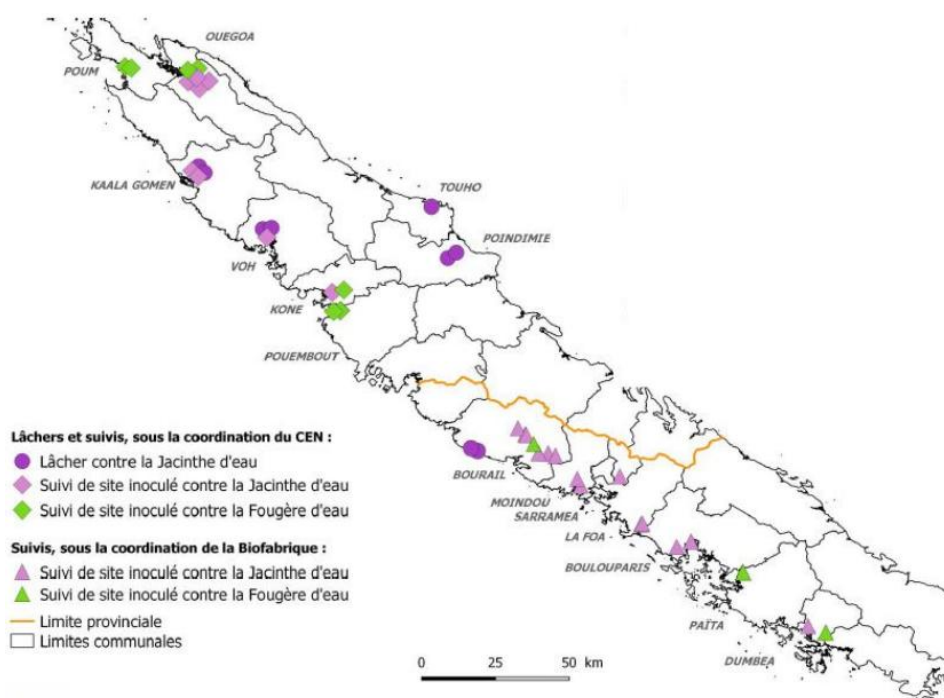 OUEGOA
POUM
KAALA GOMEN
TOUHO
POINDIMIE
VOH
KONE
POUEMBOUT
Lâchers et suivis, sous la coordination du CEN :
Lâcher contre la Jacinthe d'eau
Suivi de site inoculé contre la Jacinthe d'eau
Suivi de site inoculé contre la Fougère d'eau
BOURAIL
MOINDOU
SARRAMEA
LA FOA -
BOULOUPARIS
Suivis, sous la coordination de la Biofabrique :
Suivi de site inoculé contre la Jacinthe d'eau
Suivi de site inoculé contre la Fougère d'eau
Limite provinciale
Limites communales
PAÏTA
DUMBEA
0 25 50 km